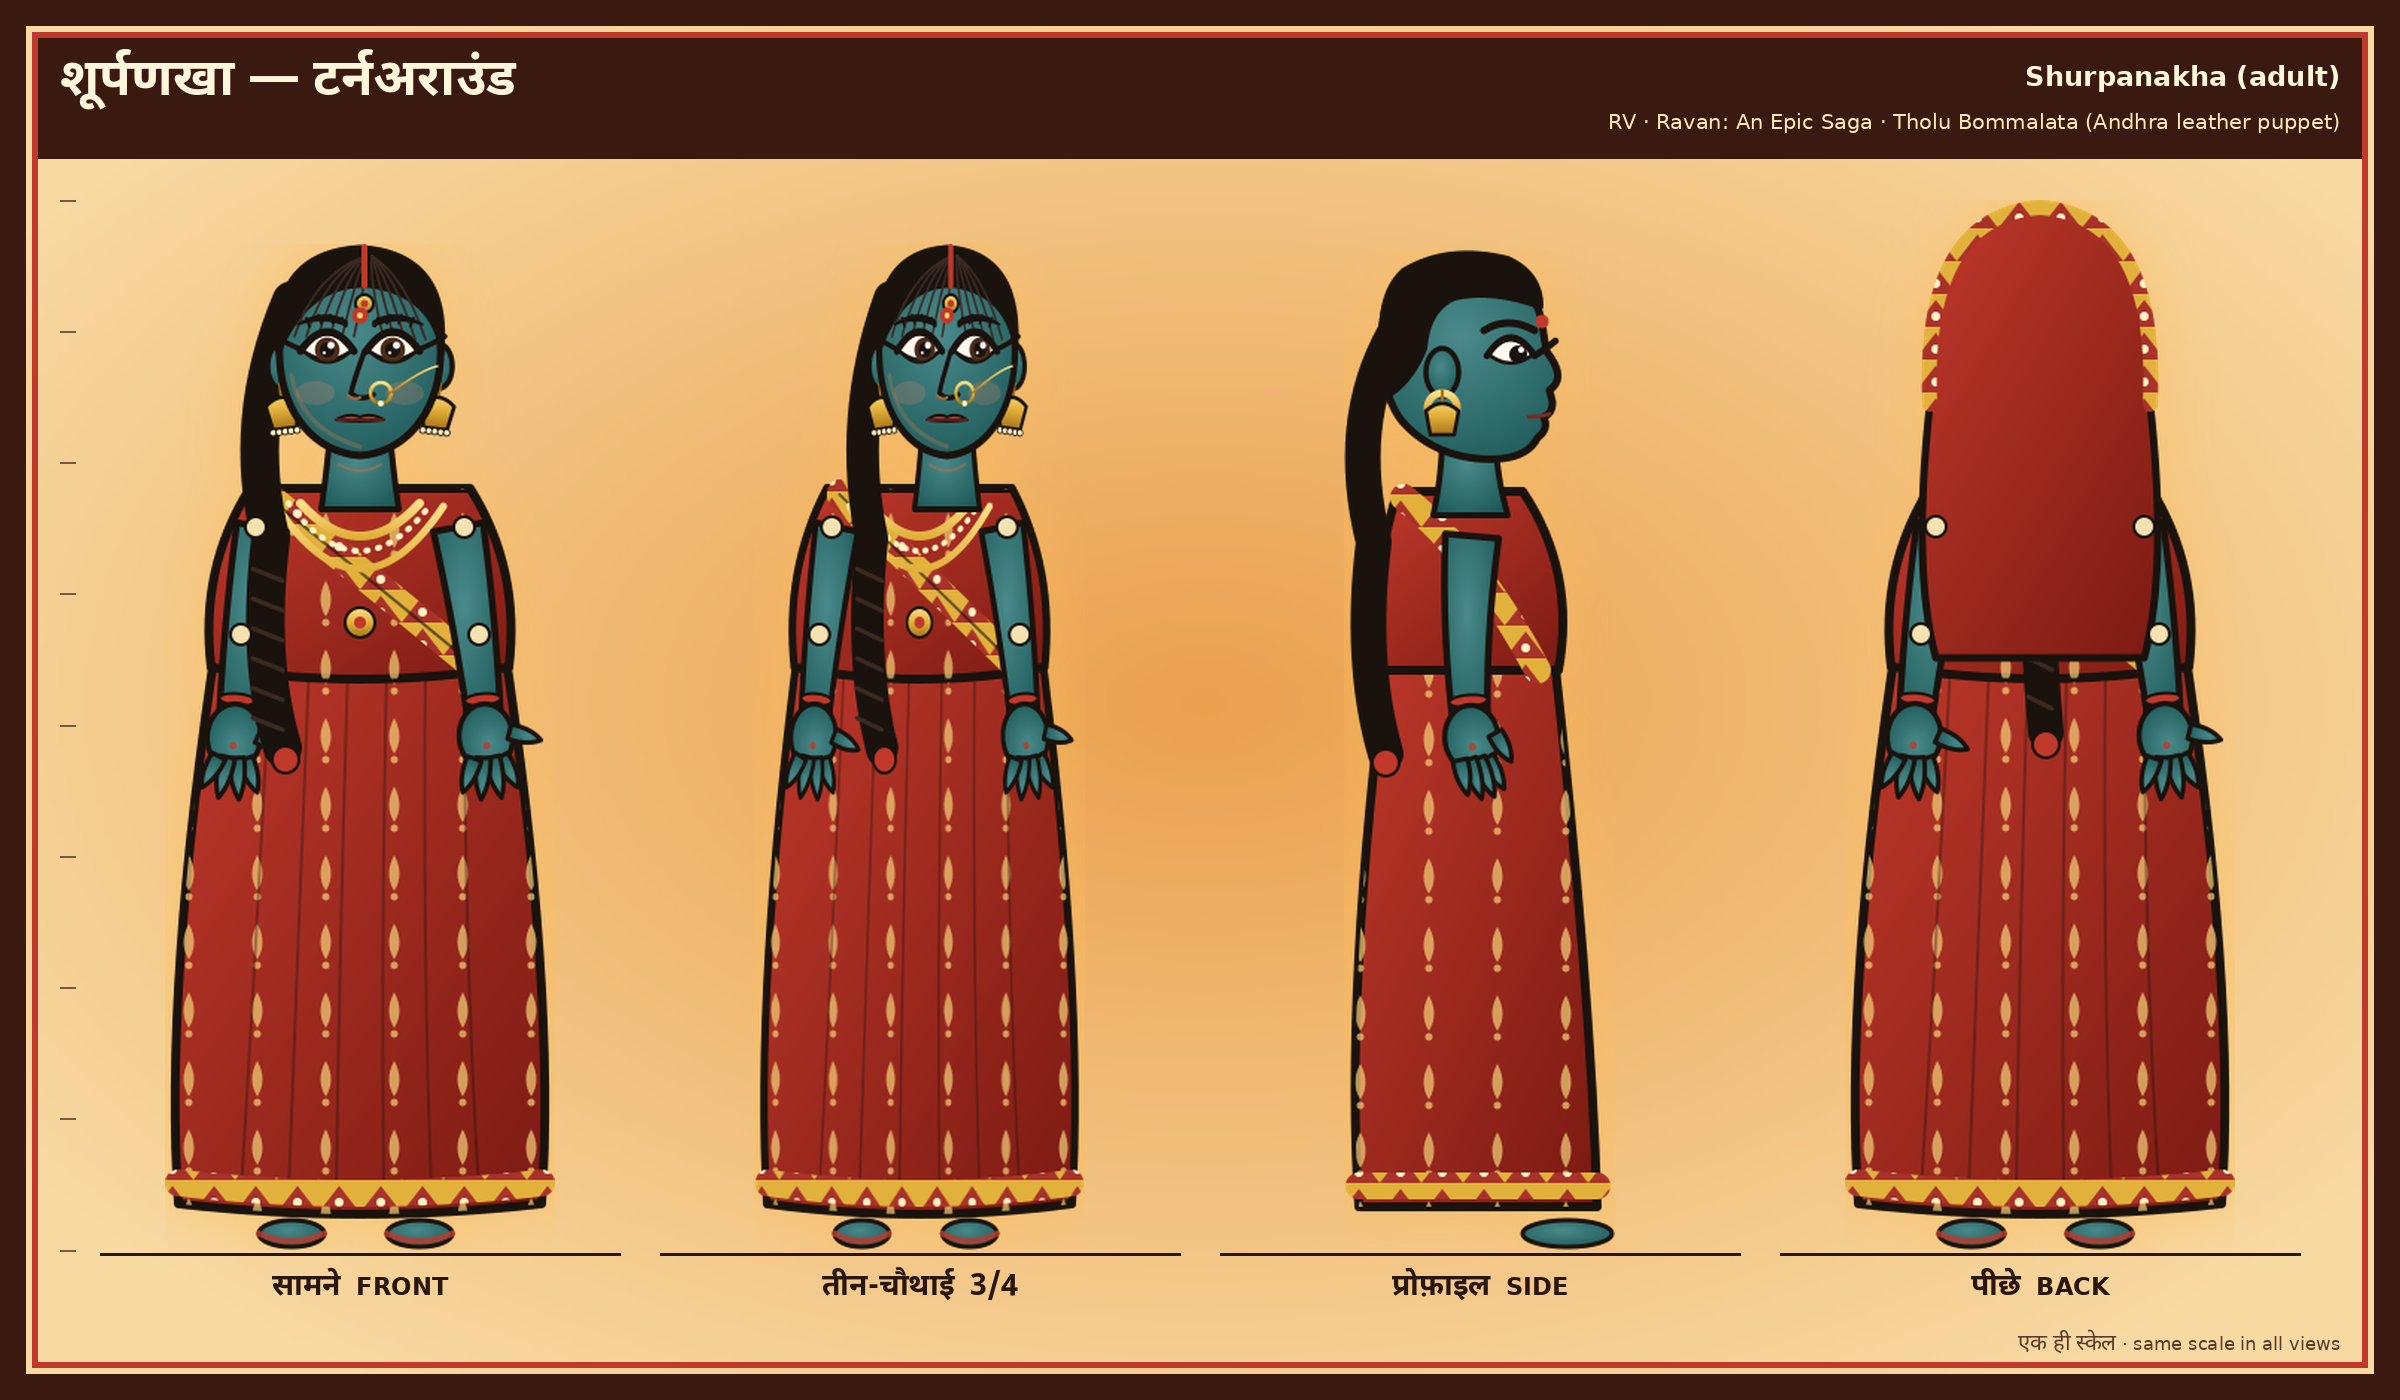 शूर्पणखा — टर्नअराउंड
Shurpanakha (adult)
RV · Ravan: An Epic Saga · Tholu Bommalata (Andhra leather puppet)
सामने FRONT
तीन-चौथाई 3/4
प्रोफ़ाइल SIDE
पीछे BACK
एक ही स्केल · same scale in all views